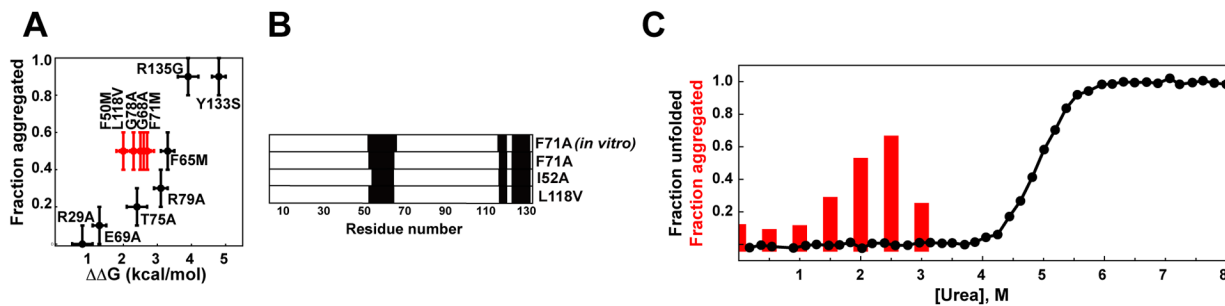 A
Fraction aggregated
1.0
0.8
0.6
0.4
0.2
R135G
Y133S
F50M
L118V
G78A
G68A
F71M
F65M
R79A
T75A
R29A
E69A
1 2 3 4 5
ΔΔG (kcal/mol)
B
F71A (in vitro)
F71A
I52A
L118V
10 30 50 70 90 110 130
Residue number
C
Fraction unfolded
Fraction aggregated
1.0
0.8
0.6
0.4
0.2
1 2 3 4 5 6 7 8
[Urea], M